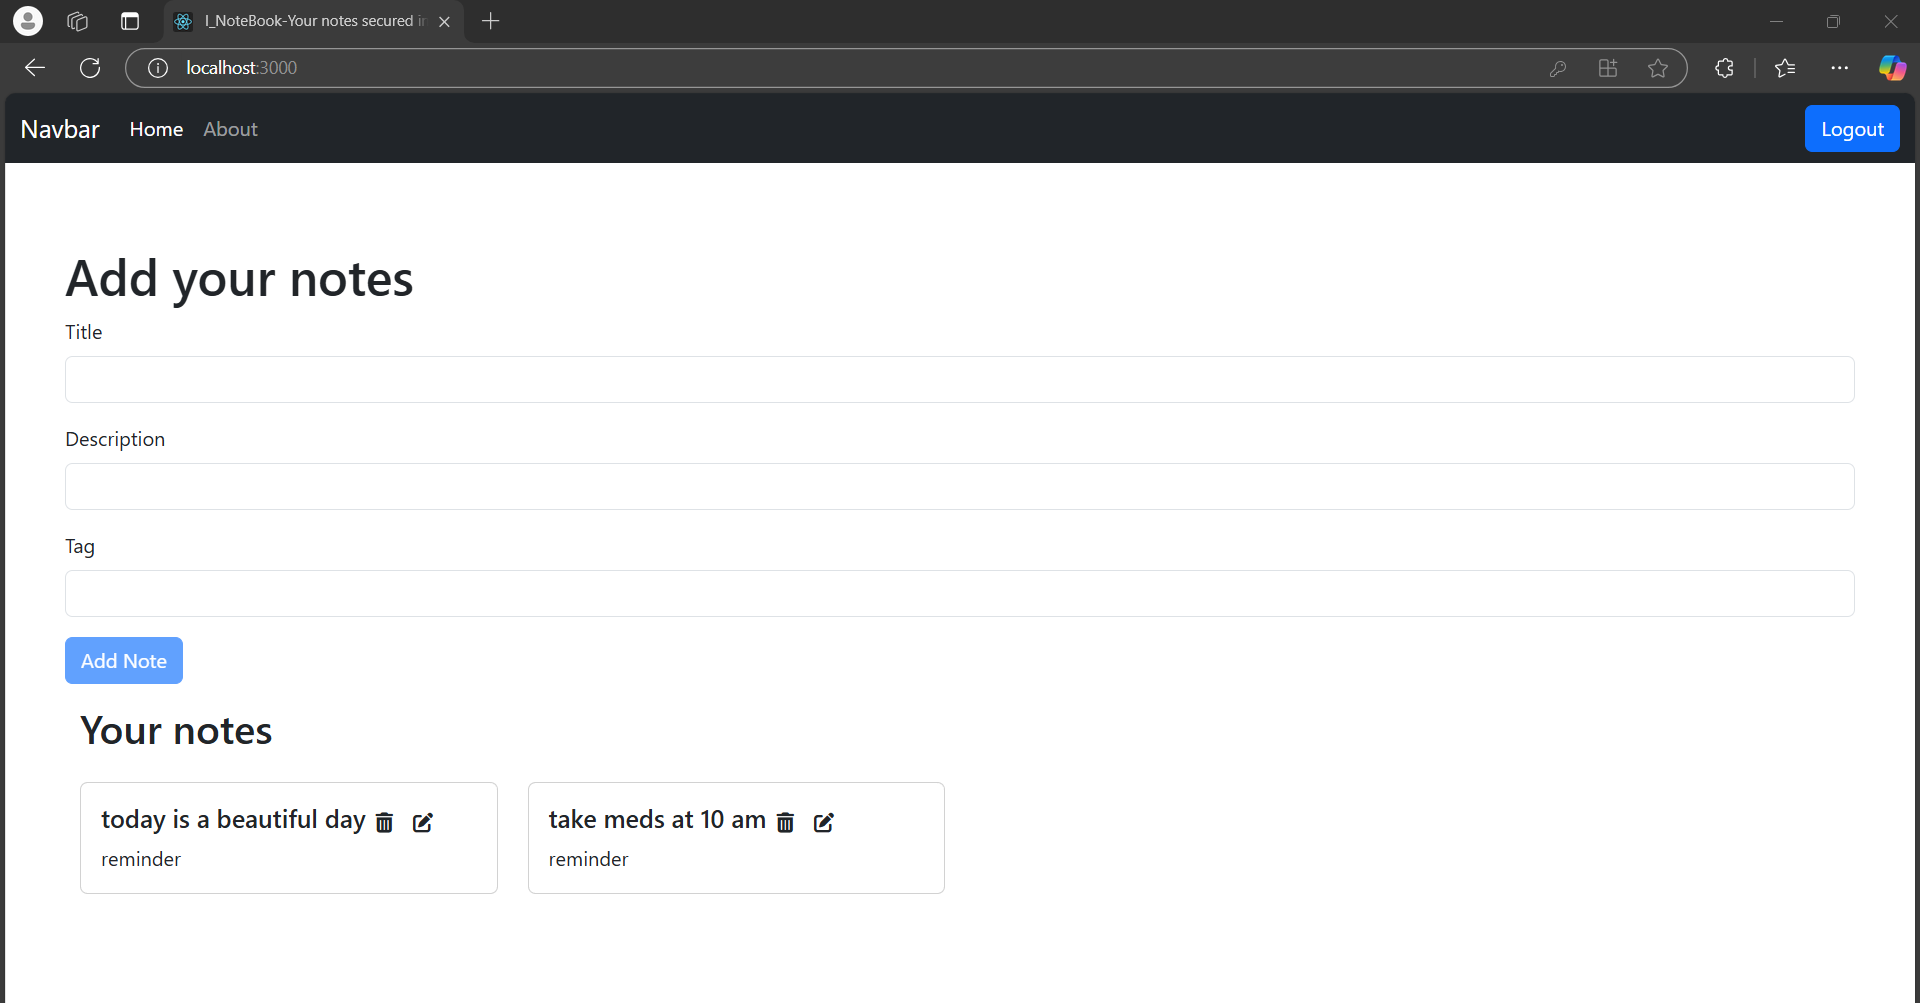 I_NoteBook-Your notes secured in
localhost:3000
Navbar Home About Logout
Add your notes
Title
Description
Tag
Add Note
Your notes
today is a beautiful day
reminder
take meds at 10 am
reminder